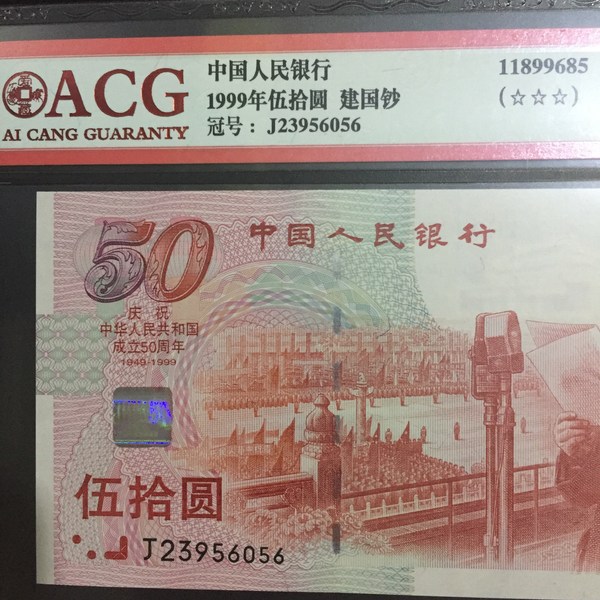 ACG
AI CANG GUARANTY
中国人民银行
1999年伍拾圆 建国钞
冠号： J23956056
11899685
(☆☆☆)
50
中国人民银行
庆祝
中华人民共和国
成立50周年
1949-1999
伍拾圆
J23956056